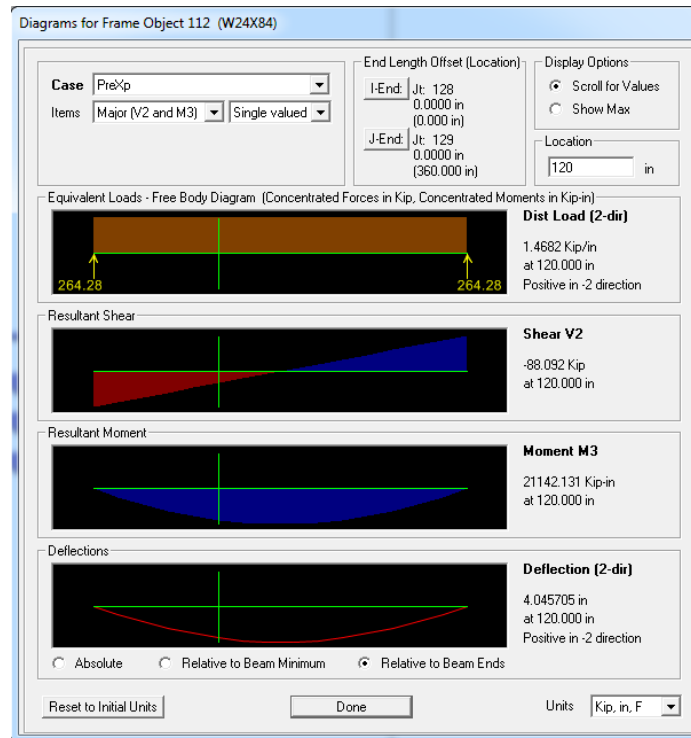 Diagrams for Frame Object 112 (W24X84)
Case PreXp
Items Major (V2 and M3) Single valued
End Length Offset (Location)
I-End: Jt: 128
0.0000 in
(0.000 in)
J-End: Jt: 129
0.0000 in
(360.000 in)
Display Options
Scroll for Values
Show Max
Location
120 in
Equivalent Loads - Free Body Diagram (Concentrated Forces in Kip, Concentrated Moments in Kip-in)
264.28 264.28
Dist Load (2-dir)
1.4682 Kip/in
at 120.000 in
Positive in -2 direction
Resultant Shear
Shear V2
-88.092 Kip
at 120.000 in
Resultant Moment
Moment M3
21142.131 Kip-in
at 120.000 in
Deflections
Deflection (2-dir)
4.045705 in
at 120.000 in
Positive in -2 direction
Absolute Relative to Beam Minimum Relative to Beam Ends
Reset to Initial Units Done Units Kip, in, F